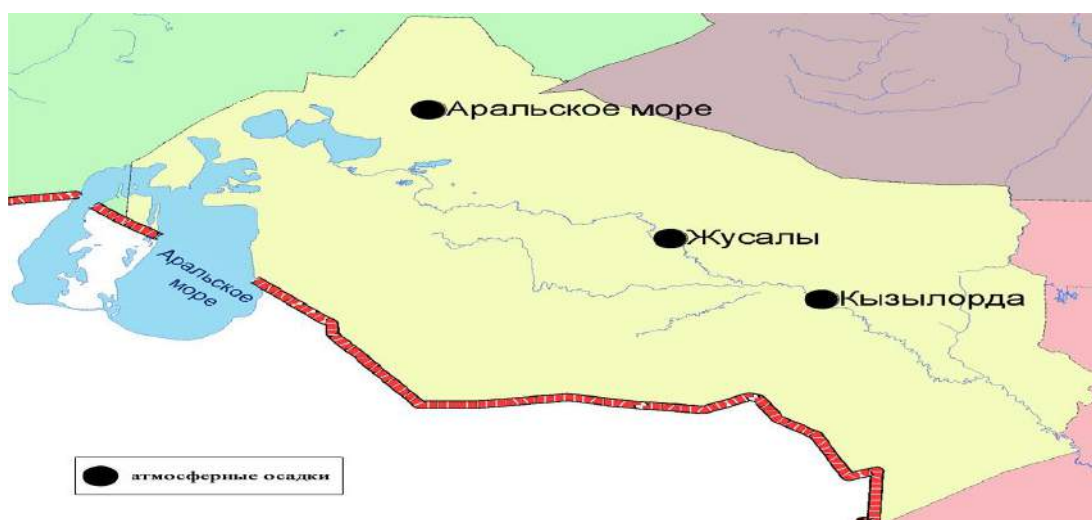 Аральское море
Жусалы
Аральское
море
Кызылорда
атмосферные осадки